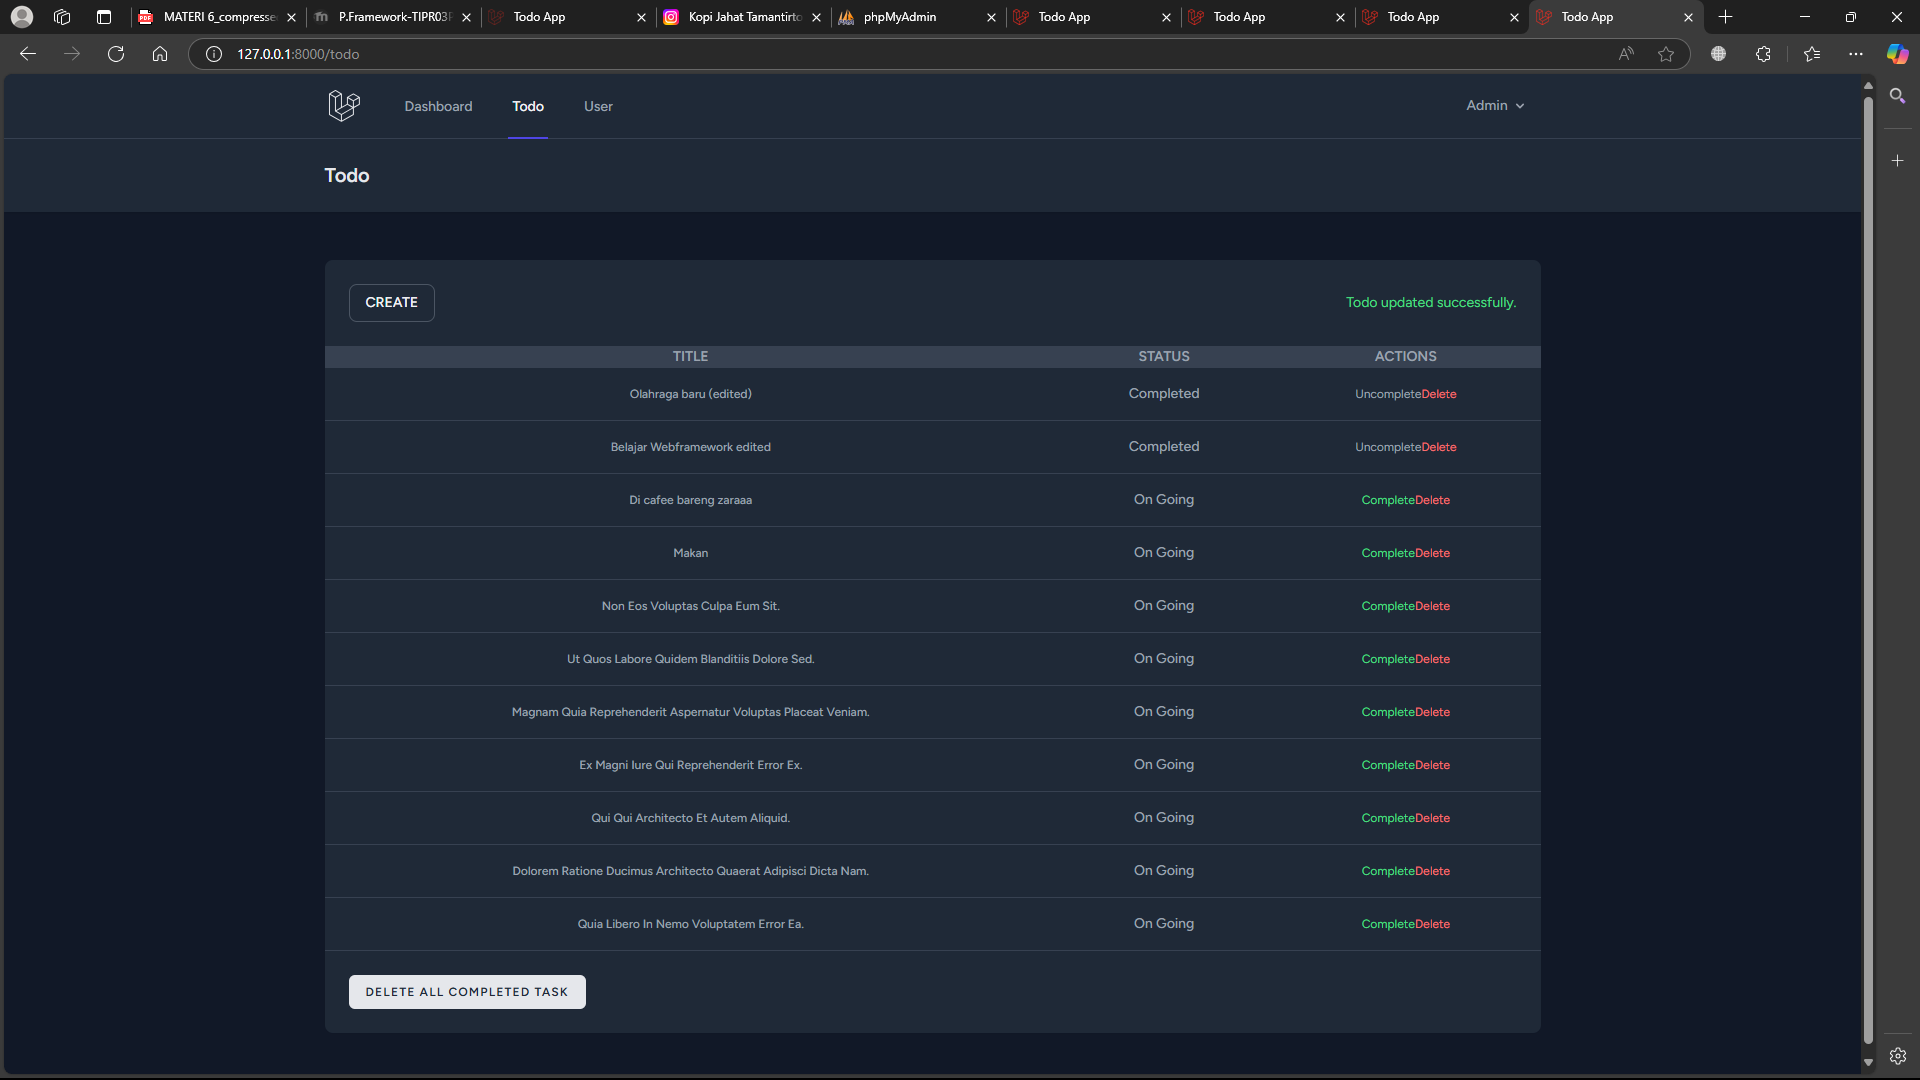 MATERI 6_compresse
P.Framework-TIPR03P
Todo App
Kopi Jahat Tamantirto
phpMyAdmin
Todo App
Todo App
Todo App
Todo App
127.0.0.1:8000/todo
Dashboard
Todo
User
Admin
Todo
CREATE
Todo updated successfully.
TITLE STATUS ACTIONS
Olahraga baru (edited) Completed UncompleteDelete
Belajar Webframework edited Completed UncompleteDelete
Di cafee bareng zaraaa On Going CompleteDelete
Makan On Going CompleteDelete
Non Eos Voluptas Culpa Eum Sit. On Going CompleteDelete
Ut Quos Labore Quidem Blanditiis Dolore Sed. On Going CompleteDelete
Magnam Quia Reprehenderit Aspernatur Voluptas Placeat Veniam. On Going CompleteDelete
Ex Magni Iure Qui Reprehenderit Error Ex. On Going CompleteDelete
Qui Qui Architecto Et Autem Aliquid. On Going CompleteDelete
Dolorem Ratione Ducimus Architecto Quaerat Adipisci Dicta Nam. On Going CompleteDelete
Quia Libero In Nemo Voluptatem Error Ea. On Going CompleteDelete
DELETE ALL COMPLETED TASK